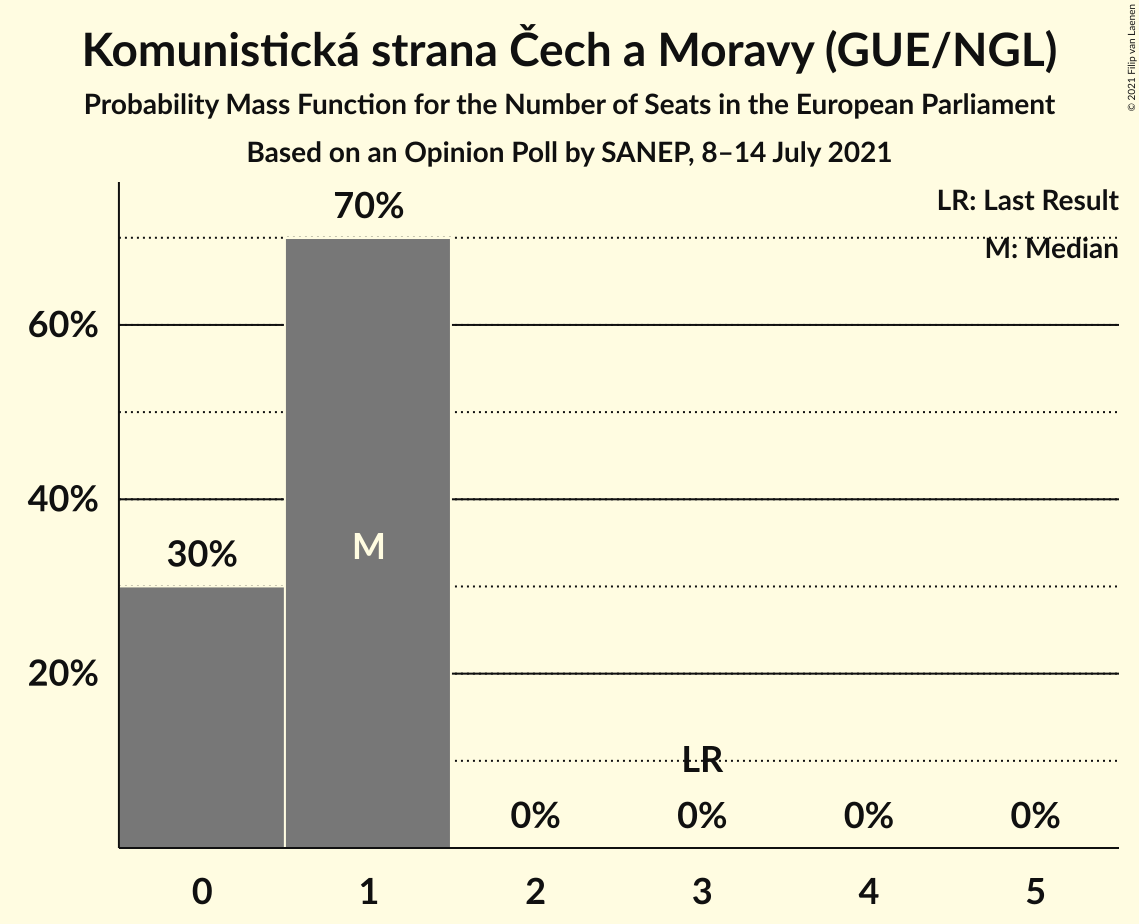 Komunistická strana Čech a Moravy (GUE/NGL)
Probability Mass Function for the Number of Seats in the European Parliament
Based on an Opinion Poll by SANEP, 8–14 July 2021
© 2021 Filip van Laenen
LR: Last Result
M: Median
70%
60%
40%
30%
M
20%
LR
0% 0% 0% 0%
0 1 2 3 4 5